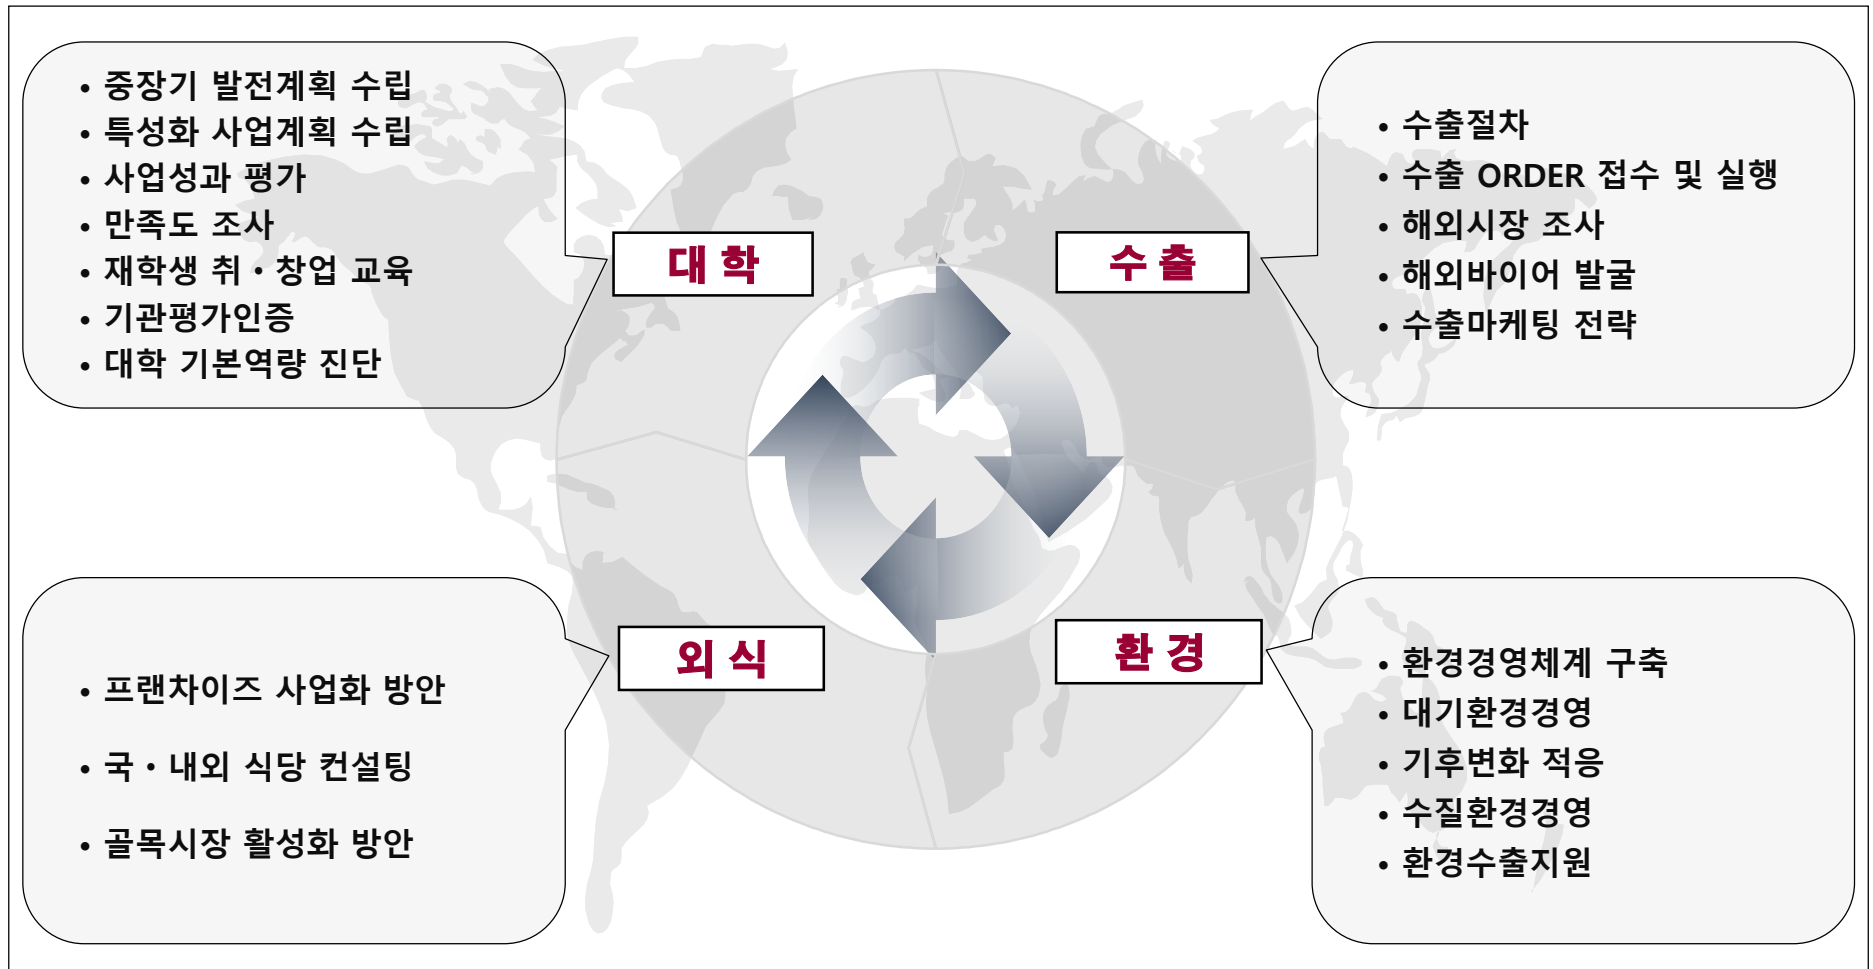 • 중장기 발전계획 수립
• 특성화 사업계획 수립
• 사업성과 평가
• 만족도 조사
• 재학생 취・창업 교육
• 기관평가인증
• 대학 기본역량 진단
대 학
수 출
• 수출절차
• 수출 ORDER 접수 및 실행
• 해외시장 조사
• 해외바이어 발굴
• 수출마케팅 전략
• 프랜차이즈 사업화 방안
• 국・내외 식당 컨설팅
• 골목시장 활성화 방안
외 식
환 경
• 환경경영체계 구축
• 대기환경경영
• 기후변화 적응
• 수질환경경영
• 환경수출지원